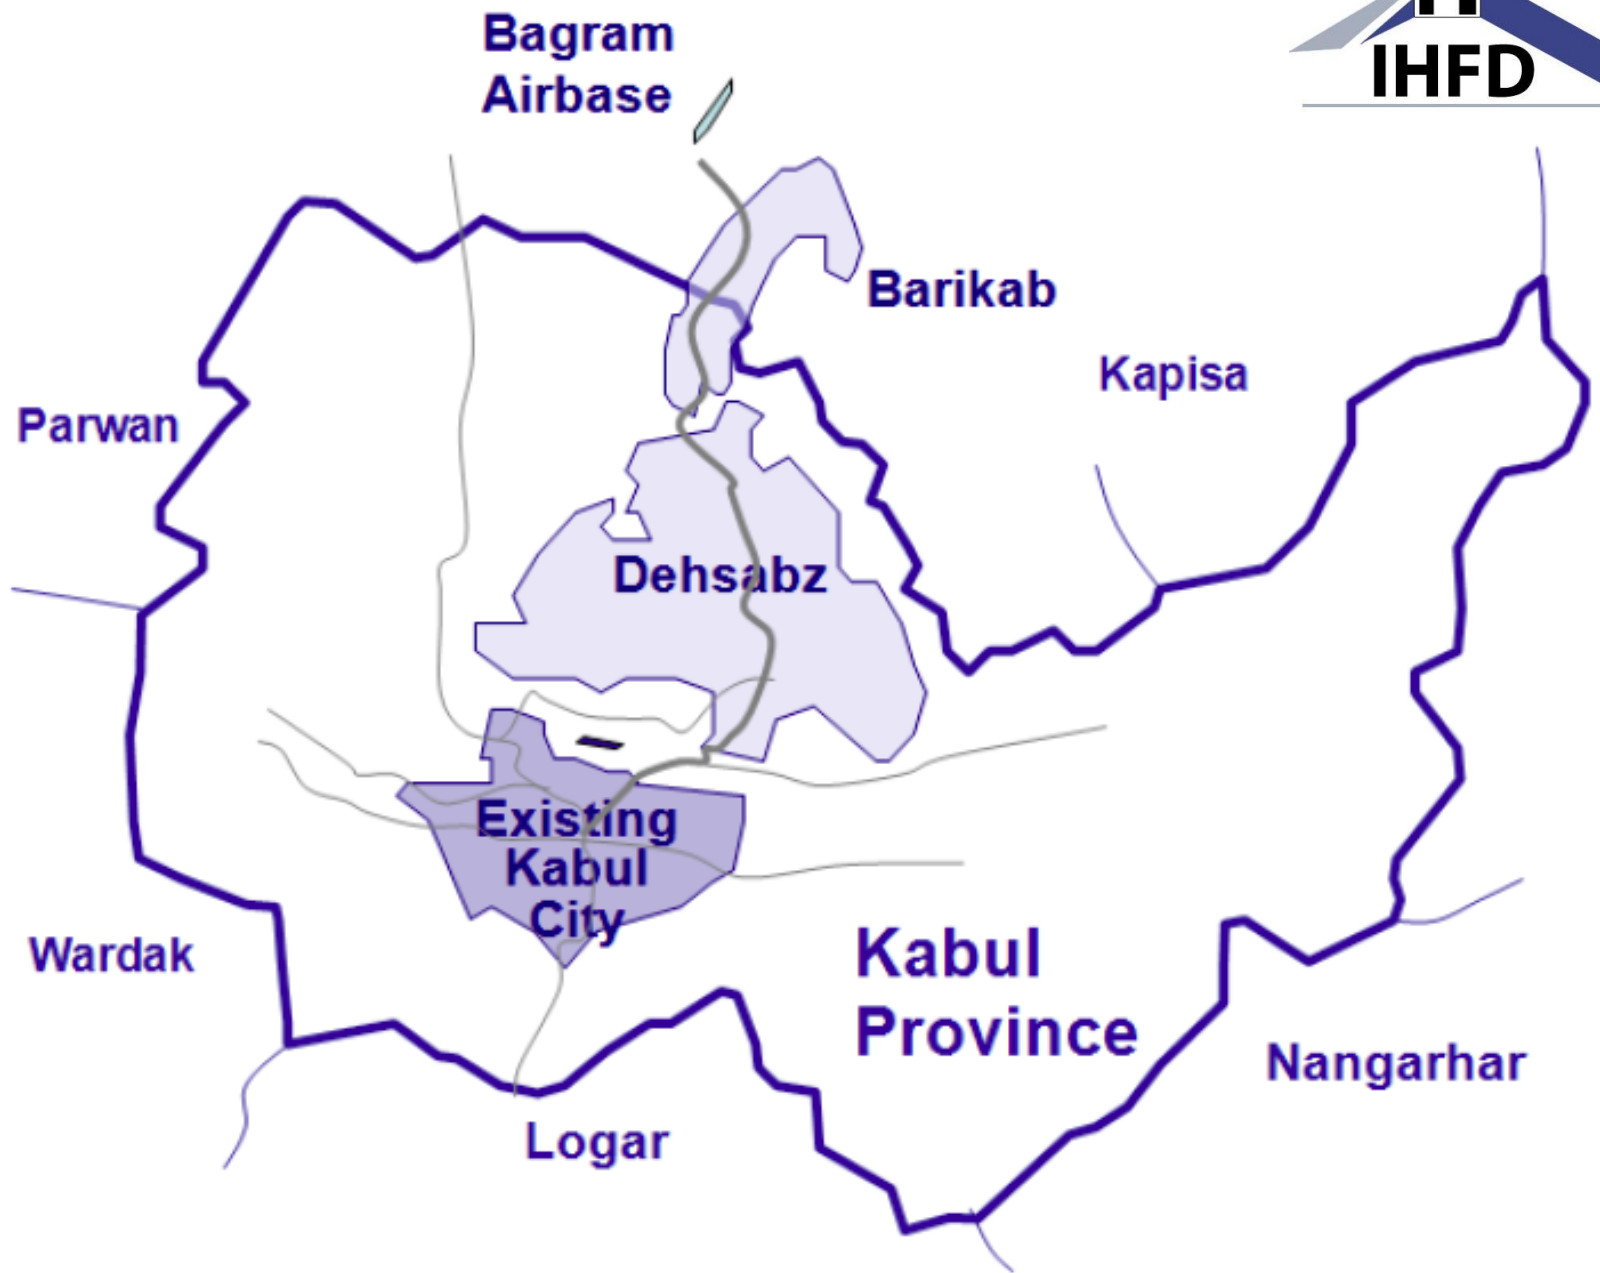 Bagram
Airbase
IHFD
Barikab
Kapisa
Parwan
Dehsabz
Existing
Kabul
City
Wardak
Kabul
Province
Nangarhar
Logar